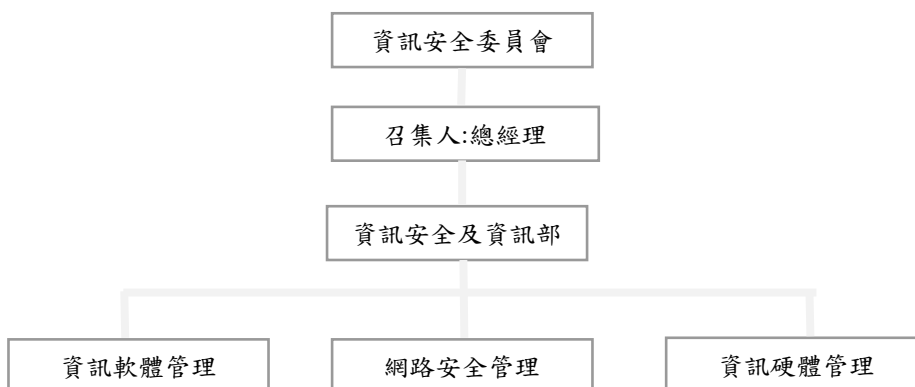 資訊安全委員會
召集人:總經理
資訊安全及資訊部
資訊軟體管理
網路安全管理
資訊硬體管理